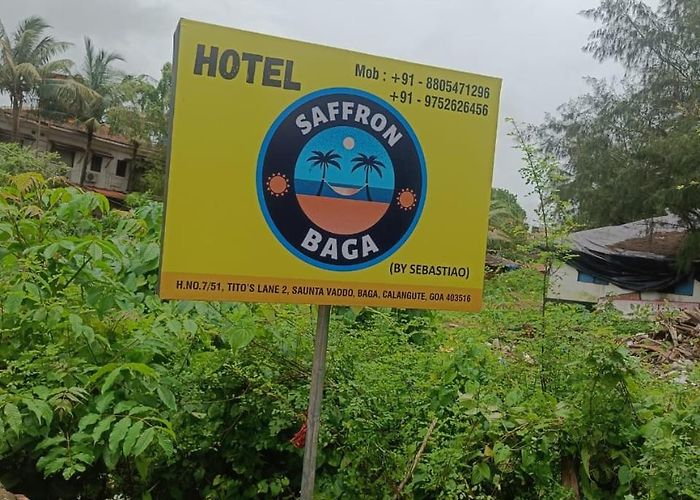 HOTEL
Mob : +91 - 8805471296
+91 - 9752626456
SAFFRON
BAGA
(BY SEBASTIAO)
H.NO.7/51, TITO'S LANE 2, SAUNTA VADDO, BAGA, CALANGUTE, GOA 403516